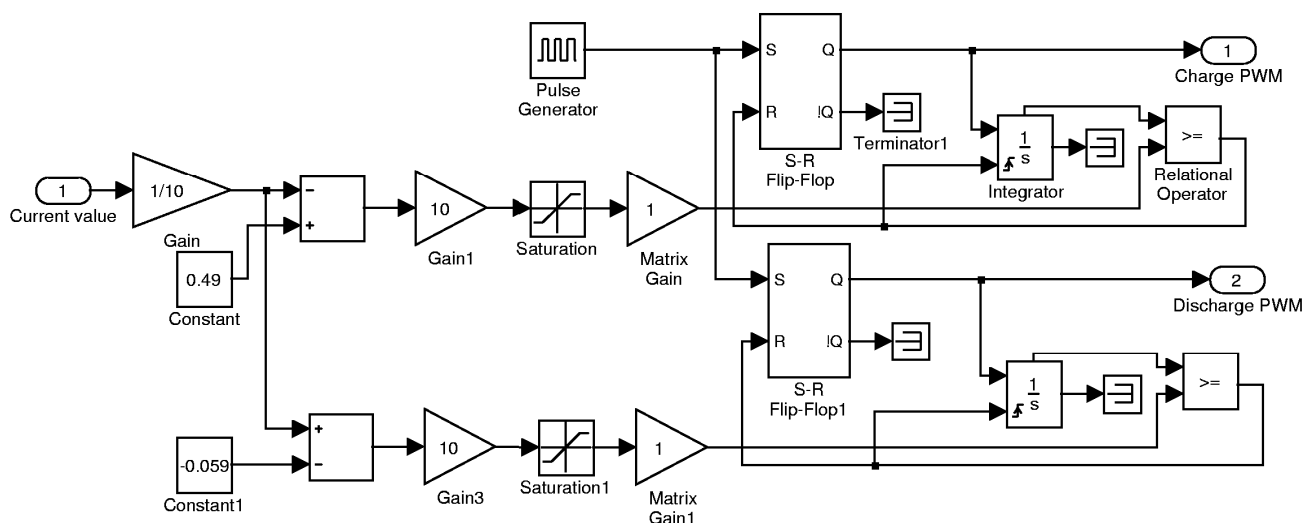 Pulse
Generator
S
Q
R
!Q
S-R
Flip-Flop
Terminator1
1
Charge PWM
1
s
Integrator
>=
Relational
Operator
1
Current value
1/10
Gain
0.49
Constant
-
+
10
Gain1
Saturation
1
Matrix
Gain
S
Q
R
!Q
S-R
Flip-Flop1
2
Discharge PWM
1
s
>=
-0.059
Constant1
+
-
10
Gain3
Saturation1
1
Matrix
Gain1